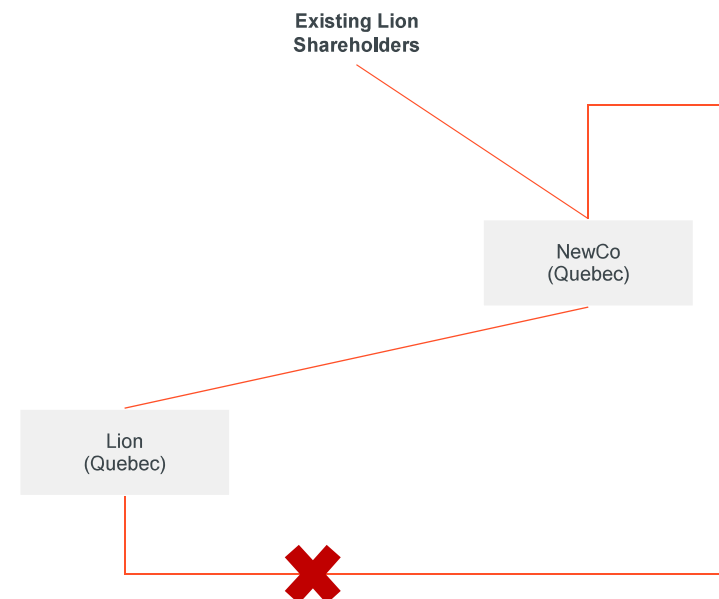 Existing Lion
Shareholders
NewCo
(Quebec)
Lion
(Quebec)